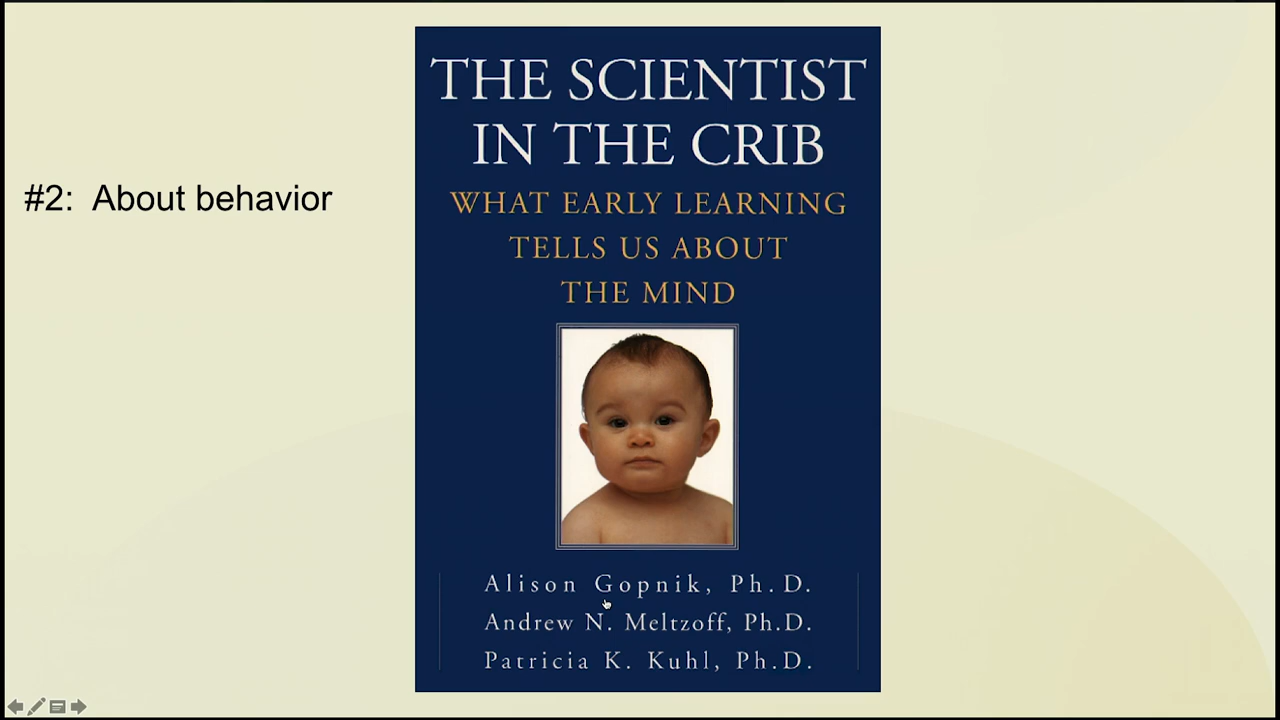 #2: About behavior
THE SCIENTIST
IN THE CRIB
WHAT EARLY LEARNING
TELLS US ABOUT
THE MIND
Alison Gopnik, Ph.D.
Andrew N. Meltzoff, Ph.D.
Patricia K. Kuhl, Ph.D.